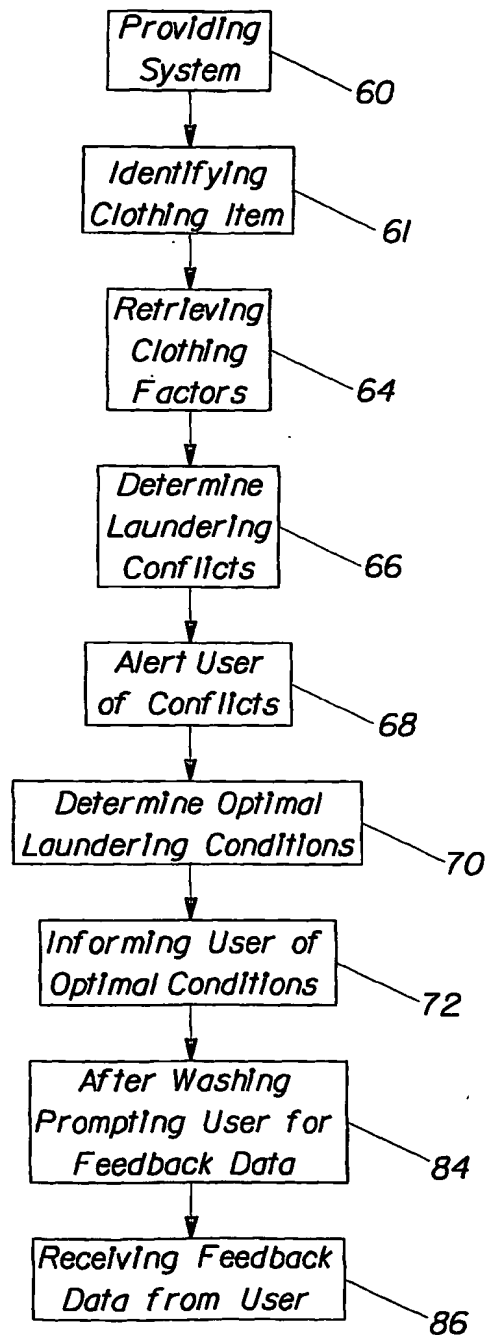 Providing
System
60
Identifying
Clothing Item
61
Retrieving
Clothing
Factors
64
Determine
Laundering
Conflicts
66
Alert User
of Conflicts
68
Determine Optimal
Laundering Conditions
70
Informing User of
Optimal Conditions
72
After Washing
Prompting User for
Feedback Data
84
Receiving Feedback
Data from User
86